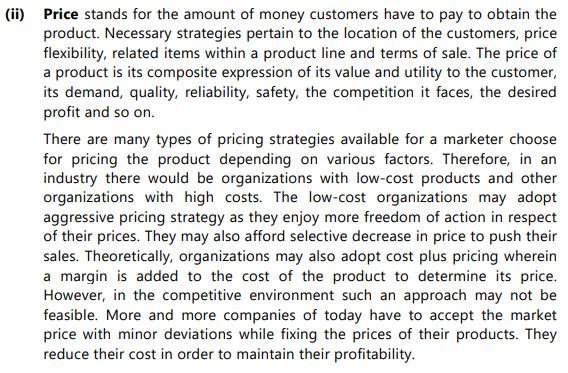 (ii) Price stands for the amount of money customers have to pay to obtain the
product. Necessary strategies pertain to the location of the customers, price
flexibility, related items within a product line and terms of sale. The price of
a product is its composite expression of its value and utility to the customer,
its demand, quality, reliability, safety, the competition it faces, the desired
profit and so on.
There are many types of pricing strategies available for a marketer choose
for pricing the product depending on various factors. Therefore, in an
industry there would be organizations with low-cost products and other
organizations with high costs. The low-cost organizations may adopt
aggressive pricing strategy as they enjoy more freedom of action in respect
of their prices. They may also afford selective decrease in price to push their
sales. Theoretically, organizations may also adopt cost plus pricing wherein
a margin is added to the cost of the product to determine its price.
However, in the competitive environment such an approach may not be
feasible. More and more companies of today have to accept the market
price with minor deviations while fixing the prices of their products. They
reduce their cost in order to maintain their profitability.